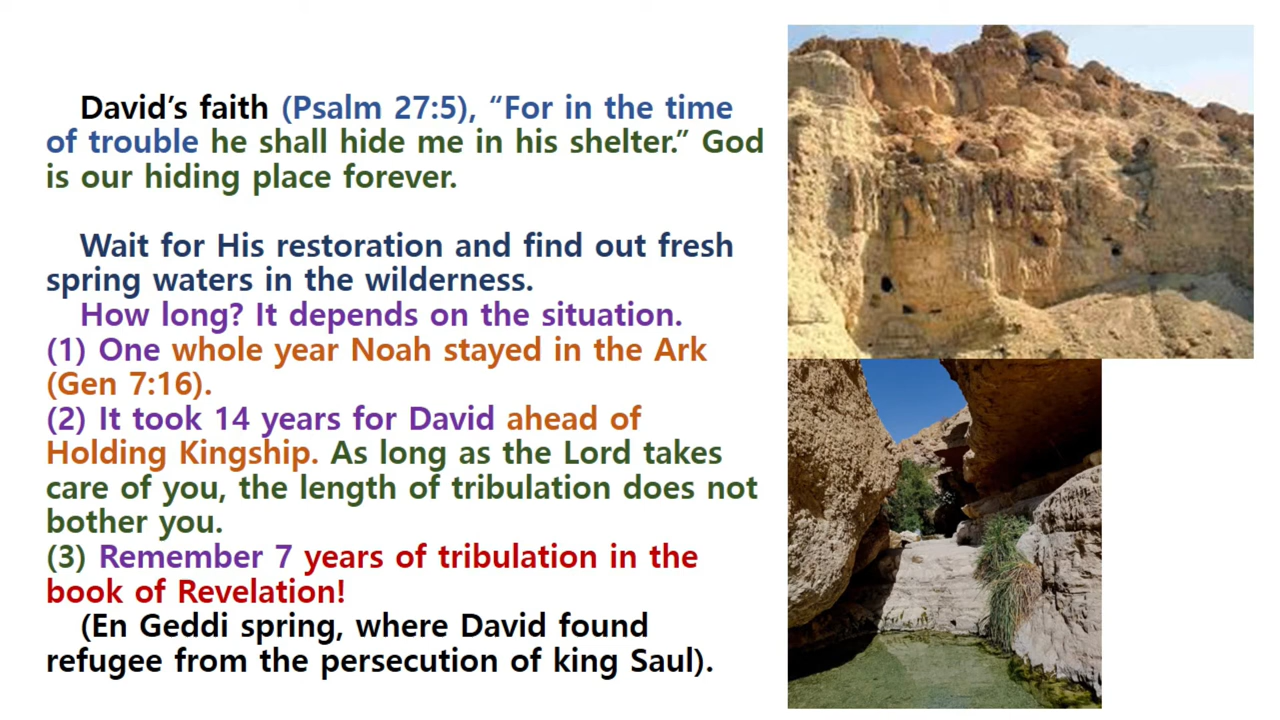 David's faith (Psalm 27:5), “For in the time
of trouble he shall hide me in his shelter.” God
is our hiding place forever.
Wait for His restoration and find out fresh
spring waters in the wilderness.
How long? It depends on the situation.
(1) One whole year Noah stayed in the Ark
(Gen 7:16).
(2) It took 14 years for David ahead of
Holding Kingship. As long as the Lord takes
care of you, the length of tribulation does not
bother you.
(3) Remember 7 years of tribulation in the
book of Revelation!
(En Geddi spring, where David found
refugee from the persecution of king Saul).